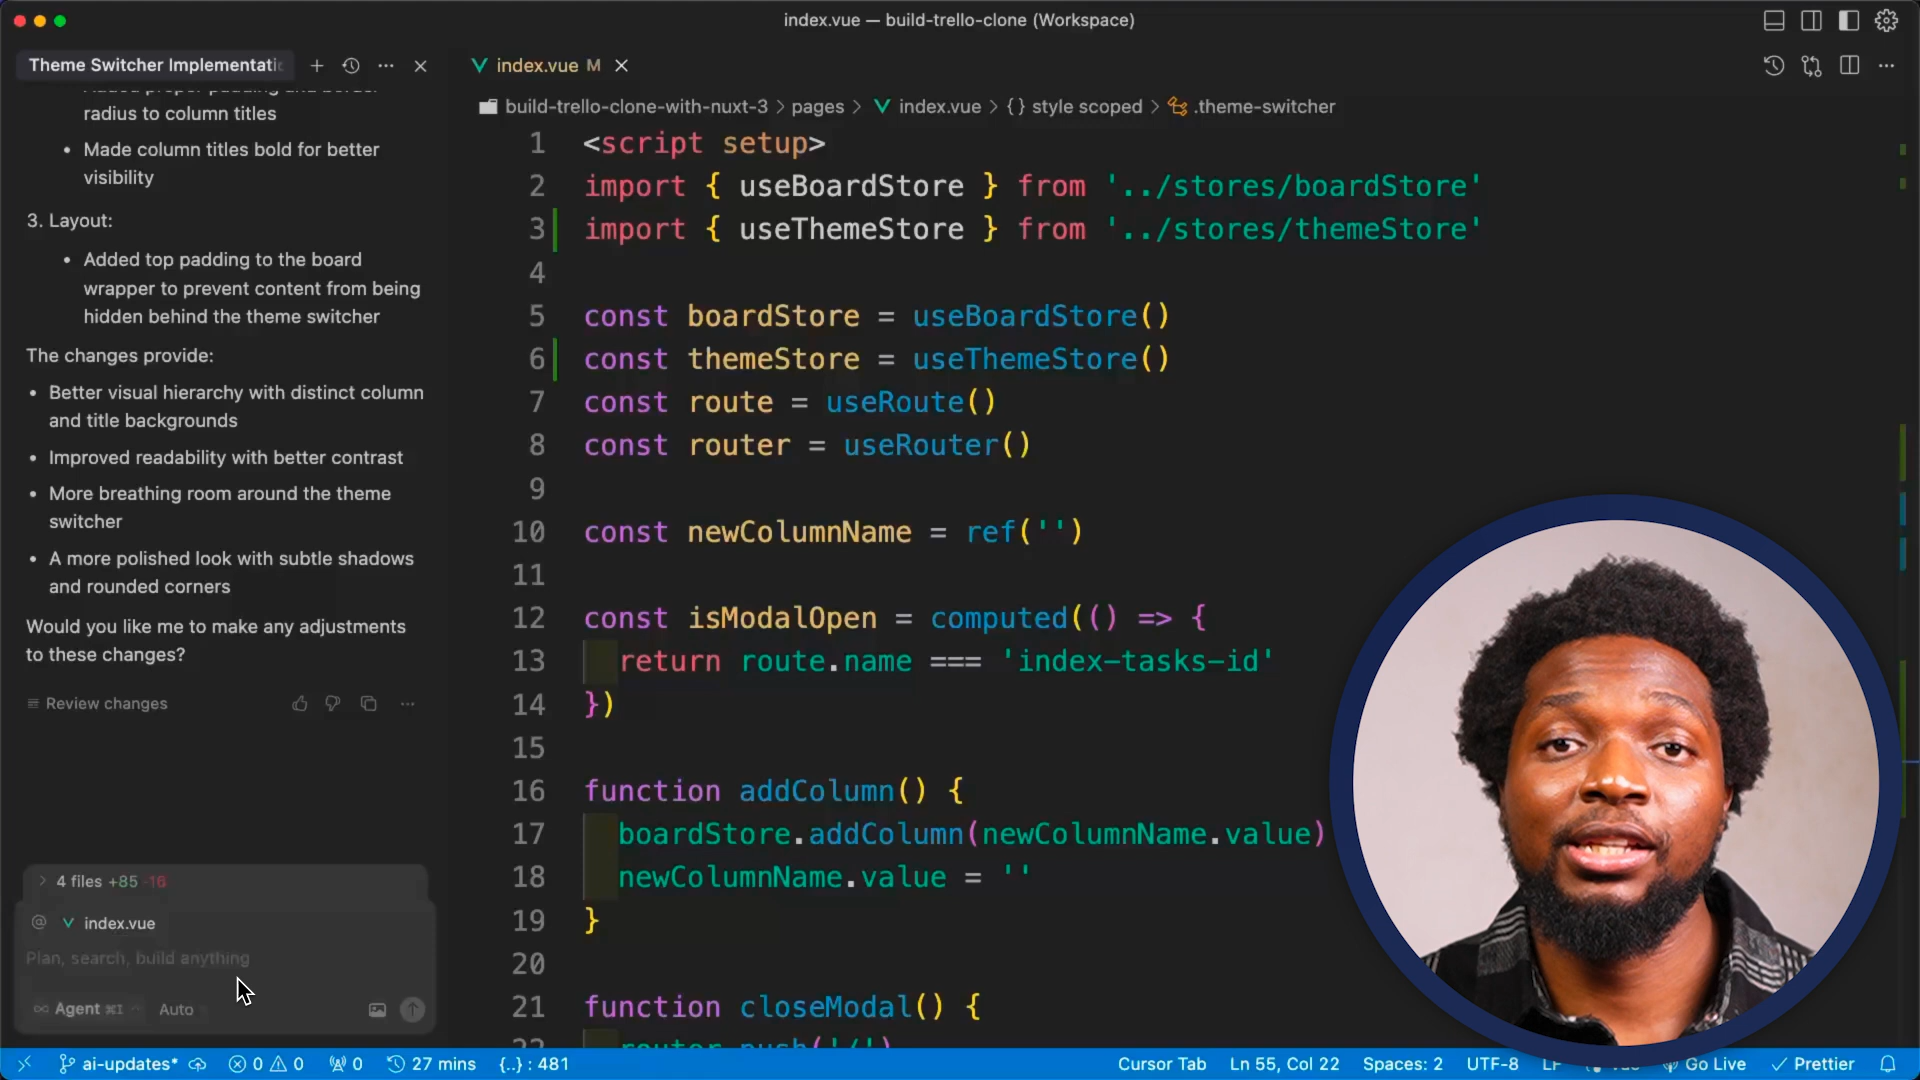 index.vue — build-trello-clone (Workspace)
Theme Switcher Implementati
index.vue M
build-trello-clone-with-nuxt-3 > pages > index.vue > {} style scoped > .theme-switcher
Added proper padding and border
radius to column titles
• Made column titles bold for better
visibility
3. Layout:
• Added top padding to the board
wrapper to prevent content from being
hidden behind the theme switcher
The changes provide:
• Better visual hierarchy with distinct column
and title backgrounds
• Improved readability with better contrast
• More breathing room around the theme
switcher
• A more polished look with subtle shadows
and rounded corners
Would you like me to make any adjustments
to these changes?
Review changes
> 4 files +85 -16
@ index.vue
Plan, search, build anything
∞ Agent ⌘I
Auto
1 <script setup>
2 import { useBoardStore } from '../stores/boardStore'
3 import { useThemeStore } from '../stores/themeStore'
4
5 const boardStore = useBoardStore()
6 const themeStore = useThemeStore()
7 const route = useRoute()
8 const router = useRouter()
9
10 const newColumnName = ref('')
11
12 const isModalOpen = computed(() => {
13 return route.name === 'index-tasks-id'
14 })
15
16 function addColumn() {
17 boardStore.addColumn(newColumnName.value)
18 newColumnName.value = ''
19 }
20
21 function closeModal() {
22 router.push('/')
ai-updates* 0 0 0 27 mins {..} : 481
Cursor Tab Ln 55, Col 22 Spaces: 2 UTF-8 LF Vue Go Live Prettier